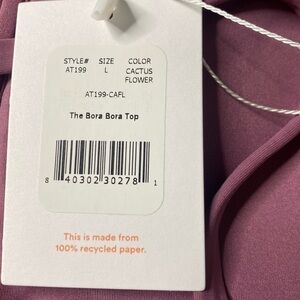 STYLE# SIZE COLOR
AT199 L CACTUS
FLOWER
AT199-CAFL
The Bora Bora Top
8 40302 30278 1
This is made from
100% recycled paper.